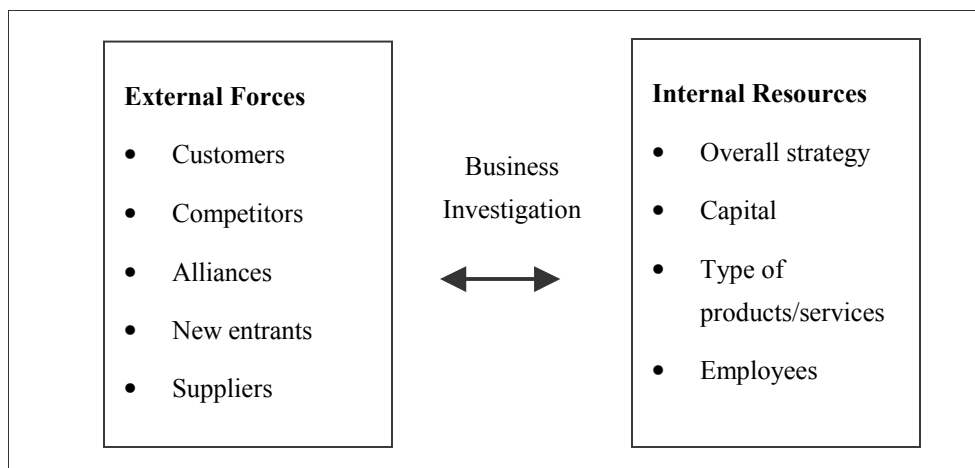 External Forces
• Customers
• Competitors
• Alliances
• New entrants
• Suppliers
Business
Investigation
Internal Resources
• Overall strategy
• Capital
• Type of
products/services
• Employees